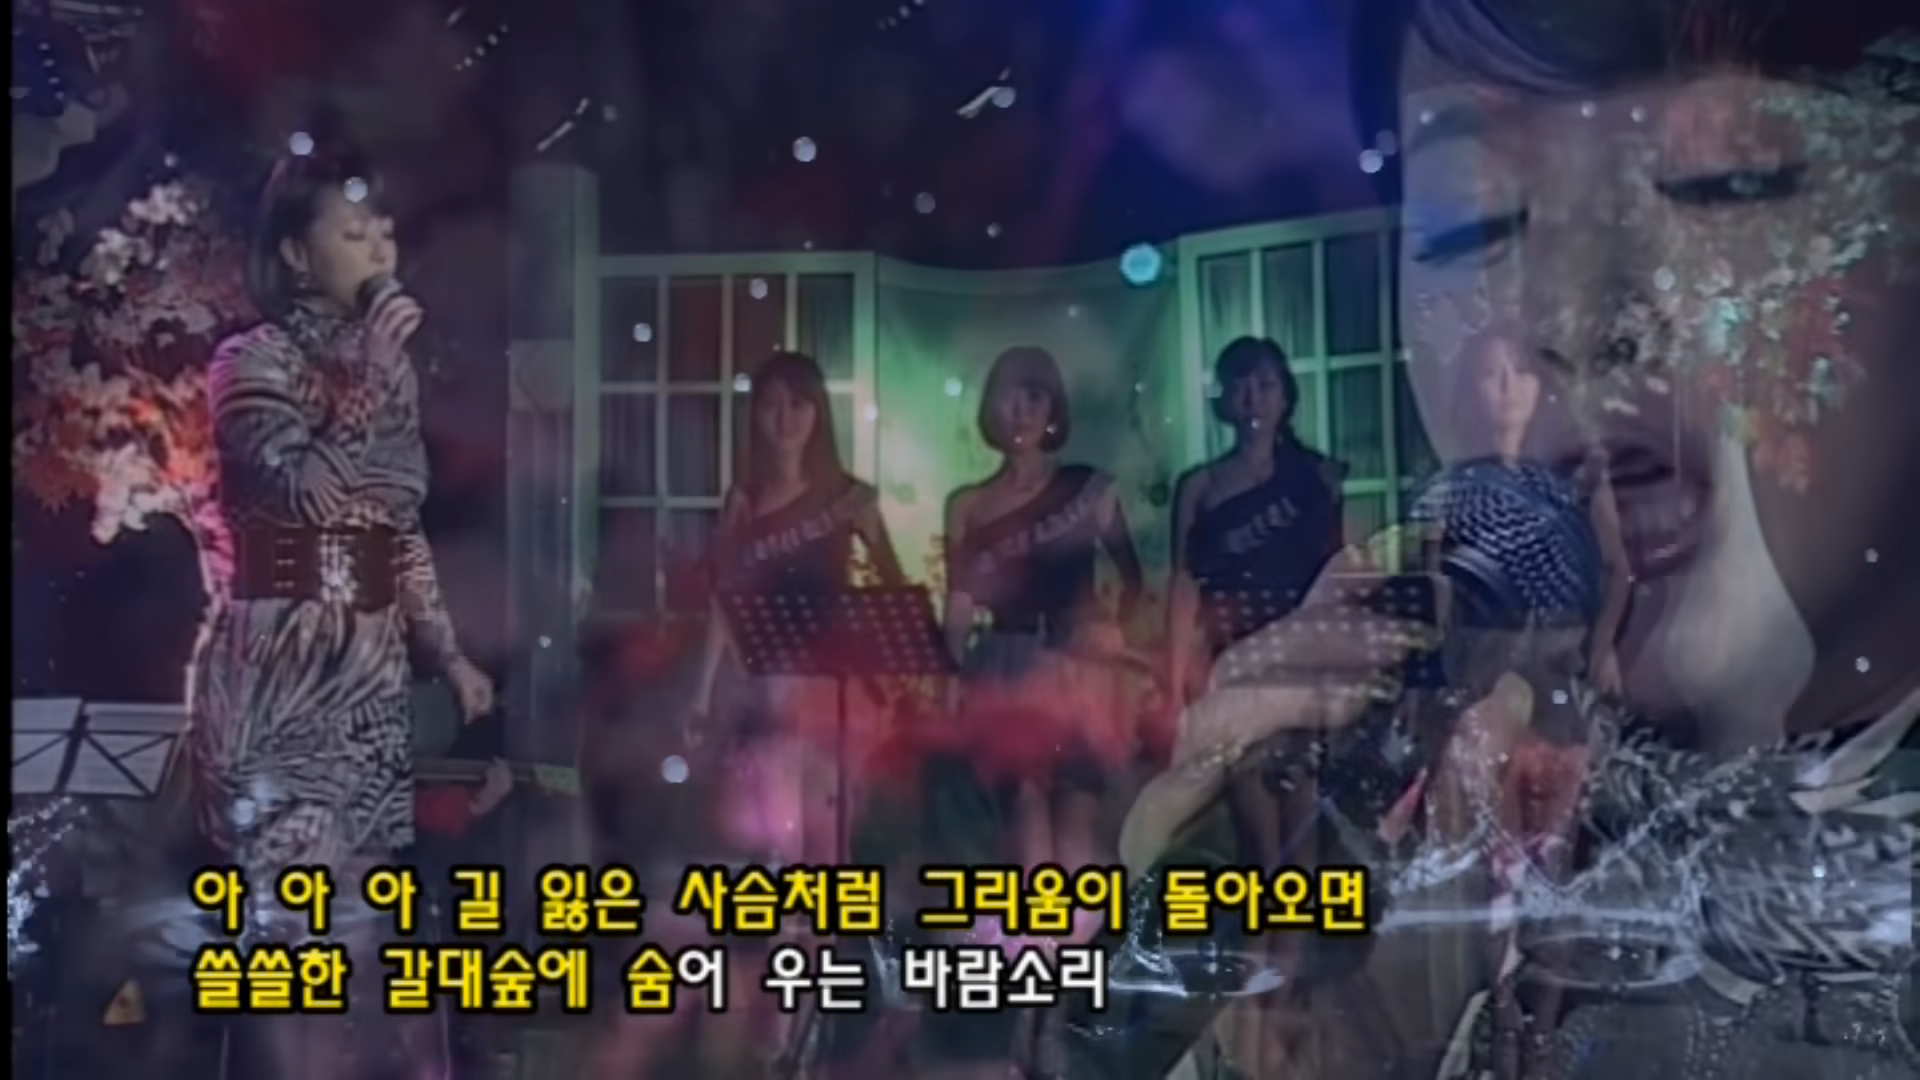 아 아 아 길 잃은 사슴처럼 그리움이 돌아오면
쓸쓸한 갈대숲에 숨어 우는 바람소리